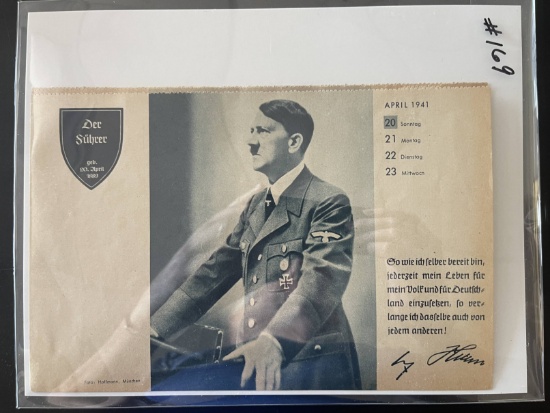 #169
Der
Führer
geb.
20. April
1889
APRIL 1941
20 Sonntag
21 Montag
22 Dienstag
23 Mittwoch
So wie ich selber bereit bin,
jederzeit mein Leben für
mein Volk und für Deutsch-
land einzusetzen, so ver-
lange ich dasselbe auch von
jedem anderen!
Hoffmann, München